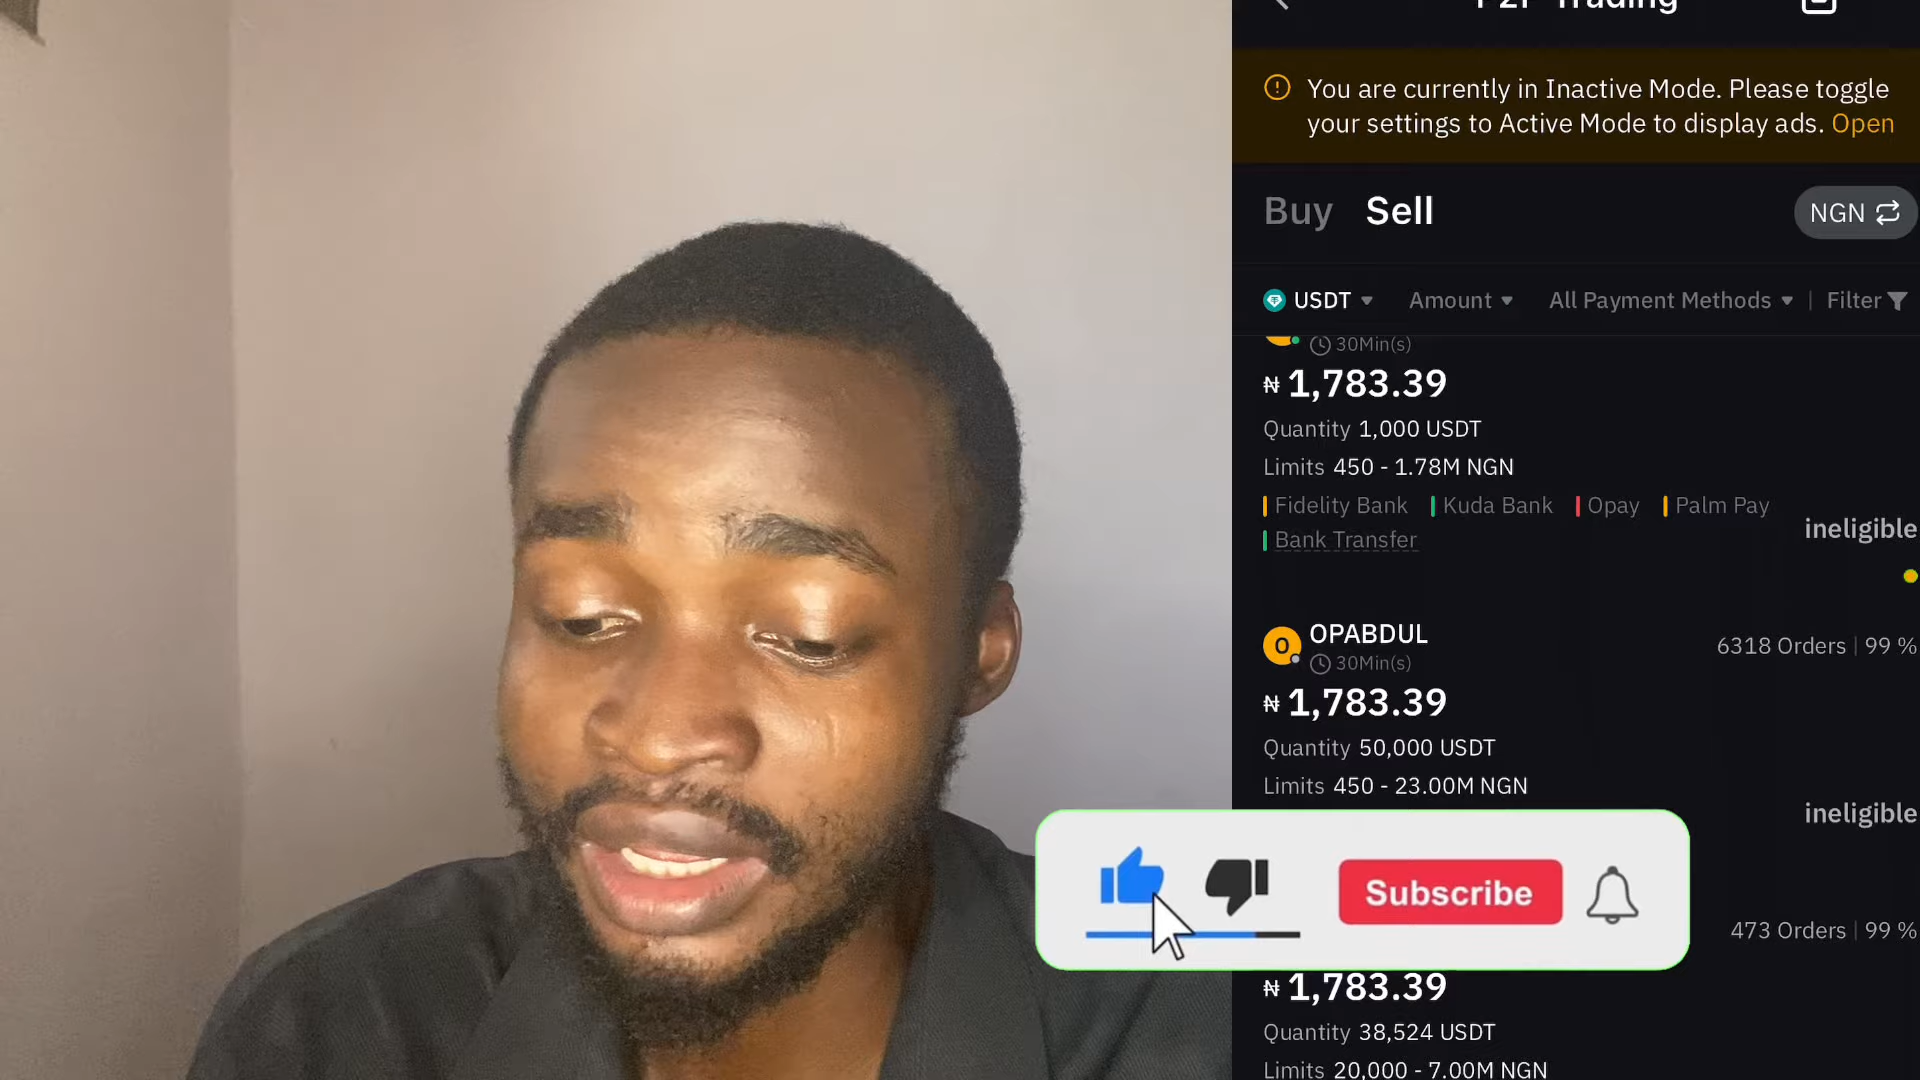 P2P Trading
You are currently in Inactive Mode. Please toggle
your settings to Active Mode to display ads. Open
Buy Sell NGN
USDT Amount All Payment Methods | Filter
30Min(s)
₦ 1,783.39
Quantity 1,000 USDT
Limits 450 - 1.78M NGN
Fidelity Bank Kuda Bank Opay Palm Pay
Bank Transfer
ineligible
O OPABDUL 6318 Orders | 99 %
30Min(s)
₦ 1,783.39
Quantity 50,000 USDT
Limits 450 - 23.00M NGN
ineligible
Subscribe
473 Orders | 99 %
₦ 1,783.39
Quantity 38,524 USDT
Limits 20,000 - 7.00M NGN